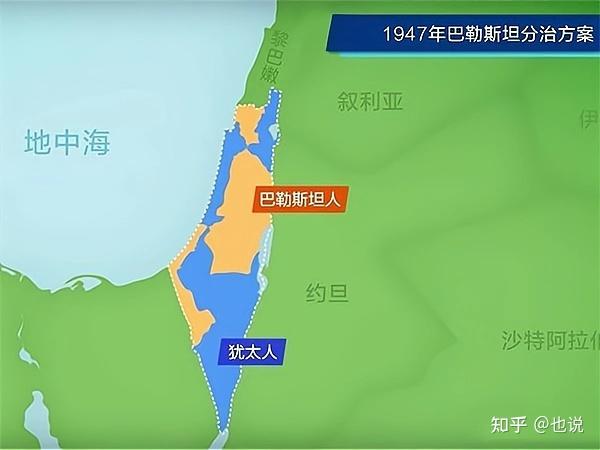 1947年巴勒斯坦分治方案
黎巴嫩
叙利亚
伊
地中海
巴勒斯坦人
约旦
沙特阿拉伯
犹太人
知乎 @也说